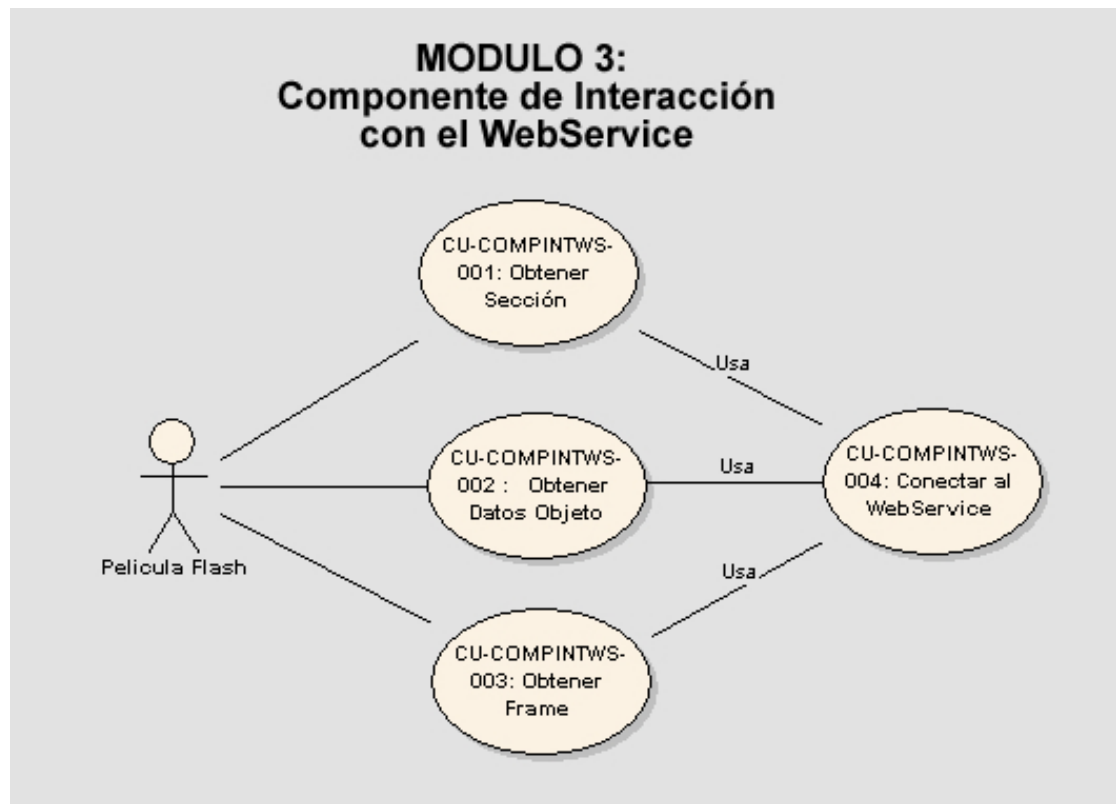 MODULO 3:
Componente de Interacción
con el WebService
CU-COMPINTWS-
001: Obtener
Sección
Usa
CU-COMPINTWS-
002 : Obtener
Datos Objeto
Usa
CU-COMPINTWS-
004: Conectar al
WebService
Pelicula Flash
Usa
CU-COMPINTWS-
003: Obtener
Frame